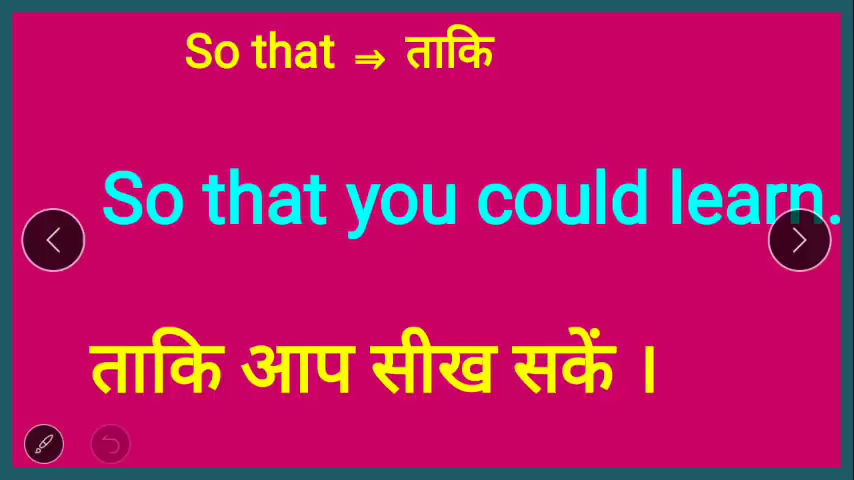 So that ⇒ ताकि
So that you could learn.
ताकि आप सीख सकें ।